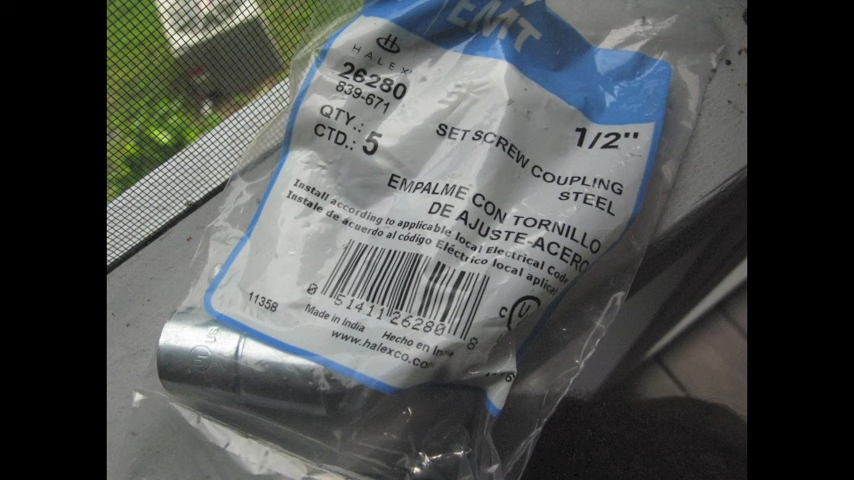 EMT
HALEX
26280
839-671
QTY.:
CTD.: 5
1/2"
SET SCREW COUPLING
STEEL
EMPALME CON TORNILLO
DE AJUSTE-ACERO
Install according to applicable local Electrical Code
Instale de acuerdo al código Eléctrico local aplica
0 51411 26280 8
11358
Made in India Hecho en India
www.halexco.co
C U